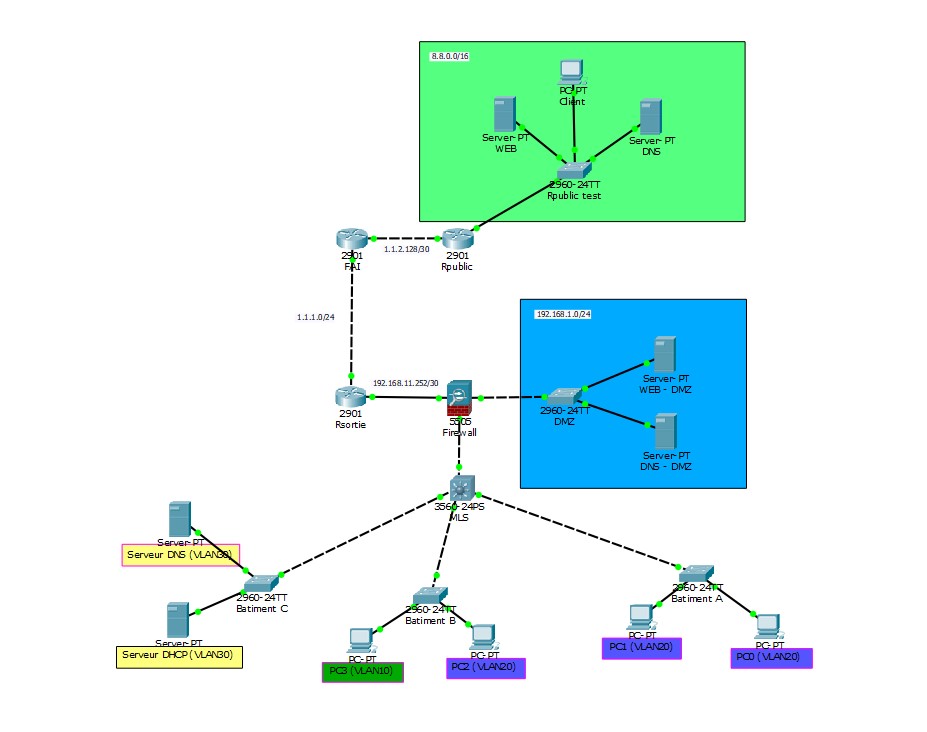 8.8.0.0/16
PC-PT
Client
Server-PT
WEB
Server-PT
DNS
2960-24TT
Rpublic test
2901
FAI
1.1.2.128/30
2901
Rpublic
1.1.1.0/24
192.168.1.0/24
Server-PT
WEB - DMZ
192.168.11.252/30
2901
Rsortie
5505
Firewall
2960-24TT
DMZ
Server-PT
DNS - DMZ
3560-24PS
MLS
Server-PT
Serveur DNS (VLAN30)
2960-24TT
Batiment C
2960-24TT
Batiment B
2960-24TT
Batiment A
Server-PT
Serveur DHCP (VLAN30)
PC-PT
PC3 (VLAN10)
PC-PT
PC2 (VLAN20)
PC-PT
PC1 (VLAN20)
PC-PT
PC0 (VLAN20)